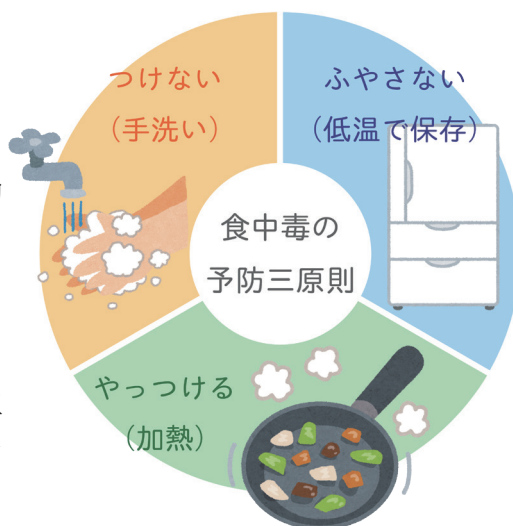 つけない
（手洗い）
ふやさない
（低温で保存）
食中毒の
予防三原則
やっつける
（加熱）